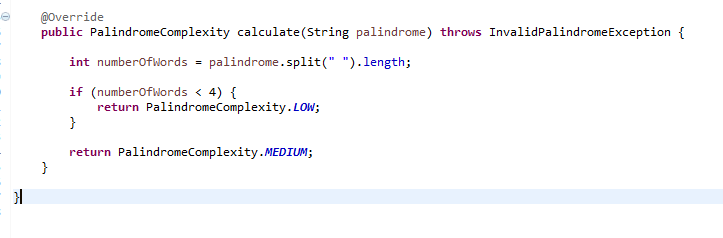 @Override
public PalindromeComplexity calculate(String palindrome) throws InvalidPalindromeException {
int numberOfWords = palindrome.split(" ").length;
if (numberOfWords < 4) {
return PalindromeComplexity.LOW;
}
return PalindromeComplexity.MEDIUM;
}
}